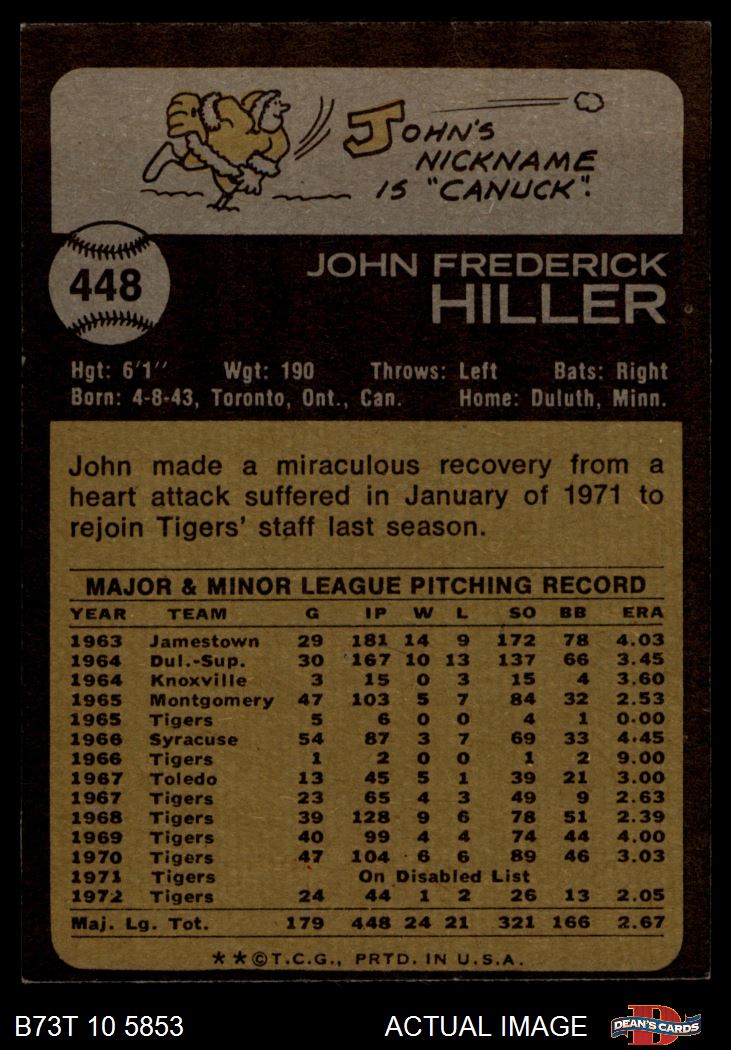 JOHN'S
NICKNAME
IS "CANUCK".
448
JOHN FREDERICK
HILLER
Hgt: 6'1" Wgt: 190 Throws: Left Bats: Right
Born: 4-8-43, Toronto, Ont., Can. Home: Duluth, Minn.
John made a miraculous recovery from a
heart attack suffered in January of 1971 to
rejoin Tigers' staff last season.
MAJOR & MINOR LEAGUE PITCHING RECORD
YEAR TEAM G IP W L SO BB ERA
1963 Jamestown 29 181 14 9 172 78 4.03
1964 Dul.-Sup. 30 167 10 13 137 66 3.45
1964 Knoxville 3 15 0 3 15 4 3.60
1965 Montgomery 47 103 5 7 84 32 2.53
1965 Tigers 5 6 0 0 4 1 0.00
1966 Syracuse 54 87 3 7 69 33 4.45
1966 Tigers 1 2 0 0 1 2 9.00
1967 Toledo 13 45 5 1 39 21 3.00
1967 Tigers 23 65 4 3 49 9 2.63
1968 Tigers 39 128 9 6 78 51 2.39
1969 Tigers 40 99 4 4 74 44 4.00
1970 Tigers 47 104 6 6 89 46 3.03
1971 Tigers On Disabled List
1972 Tigers 24 44 1 2 26 13 2.05
Maj. Lg. Tot. 179 448 24 21 321 166 2.67
**©T.C.G., PRTD. IN U.S.A.
B73T 10 5853 ACTUAL IMAGE DEAN'S CARDS